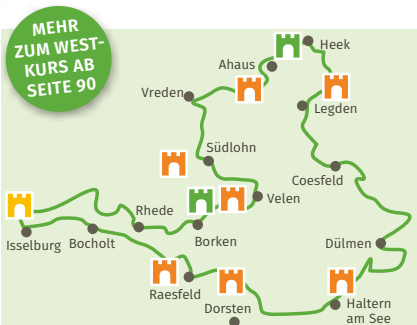 MEHR
ZUM WEST-
KURS AB
SEITE 90
Heek
Ahaus
Vreden
Legden
Südlohn
Coesfeld
Velen
Rhede
Borken
Isselburg
Bocholt
Dülmen
Raesfeld
Dorsten
Haltern
am See